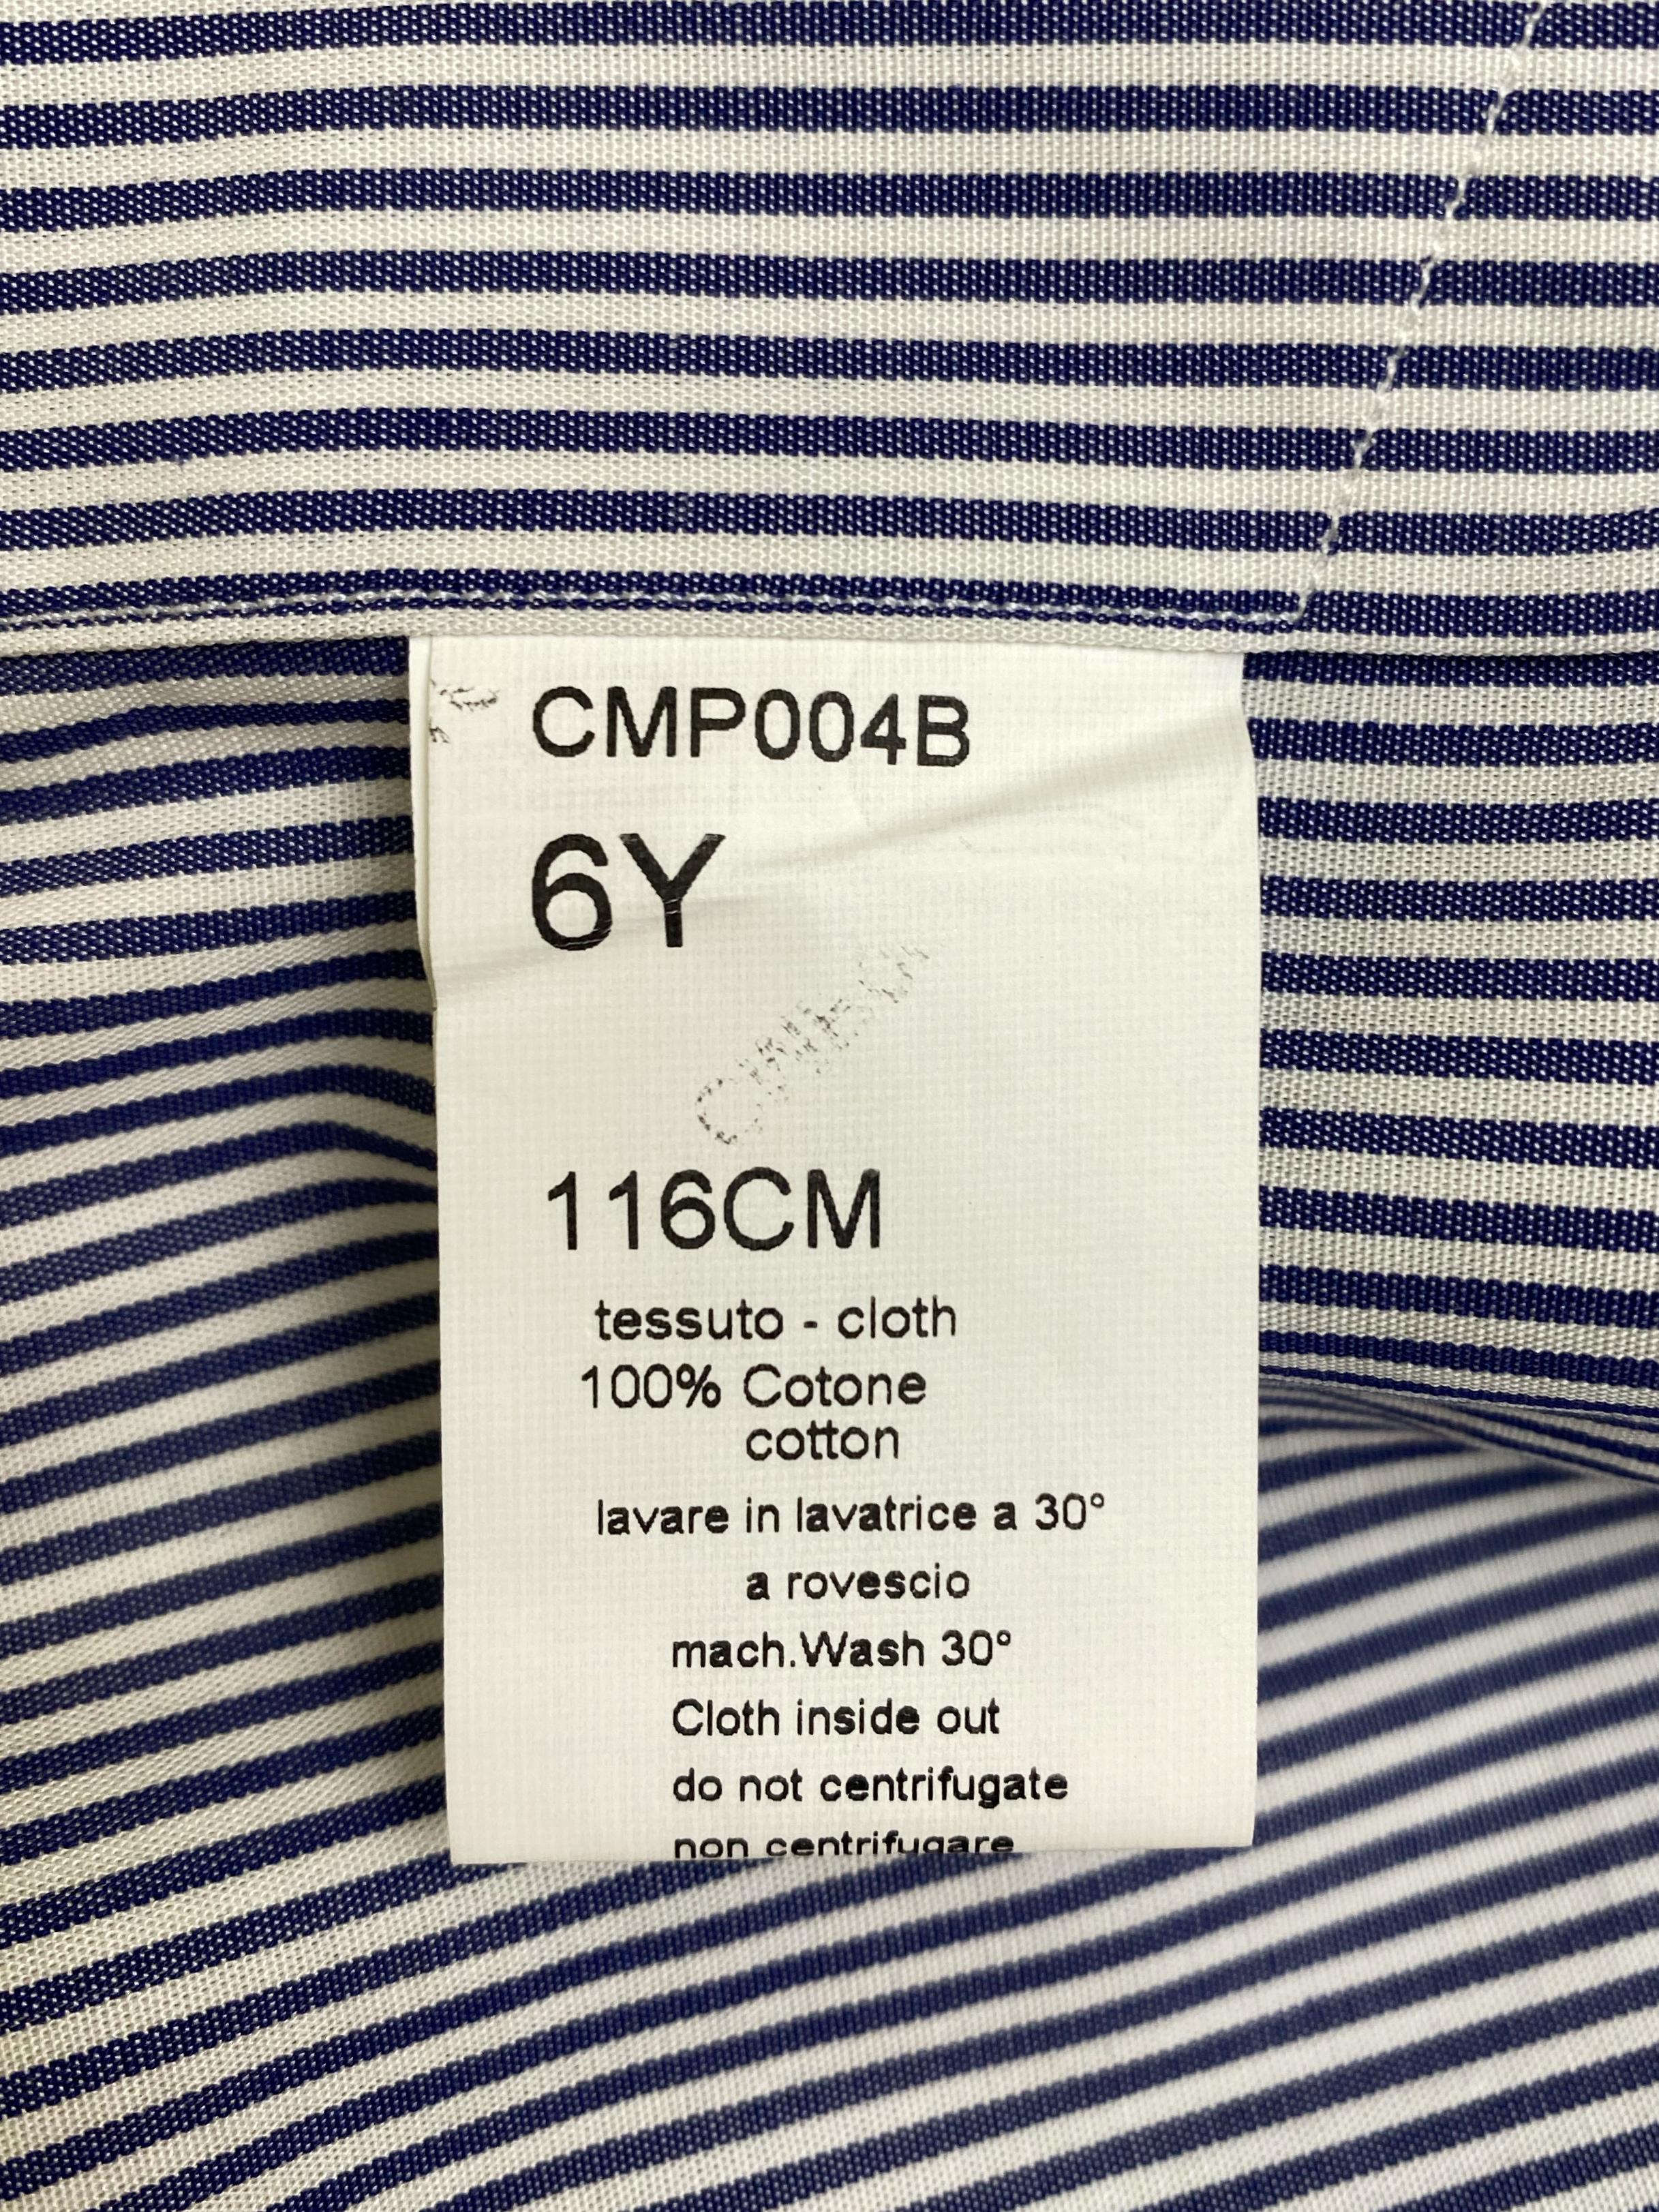 CMP004B
6Y
116CM
tessuto - cloth
100% Cotone
cotton
lavare in lavatrice a 30°
a rovescio
mach.Wash 30°
Cloth inside out
do not centrifugate
non centrifugare